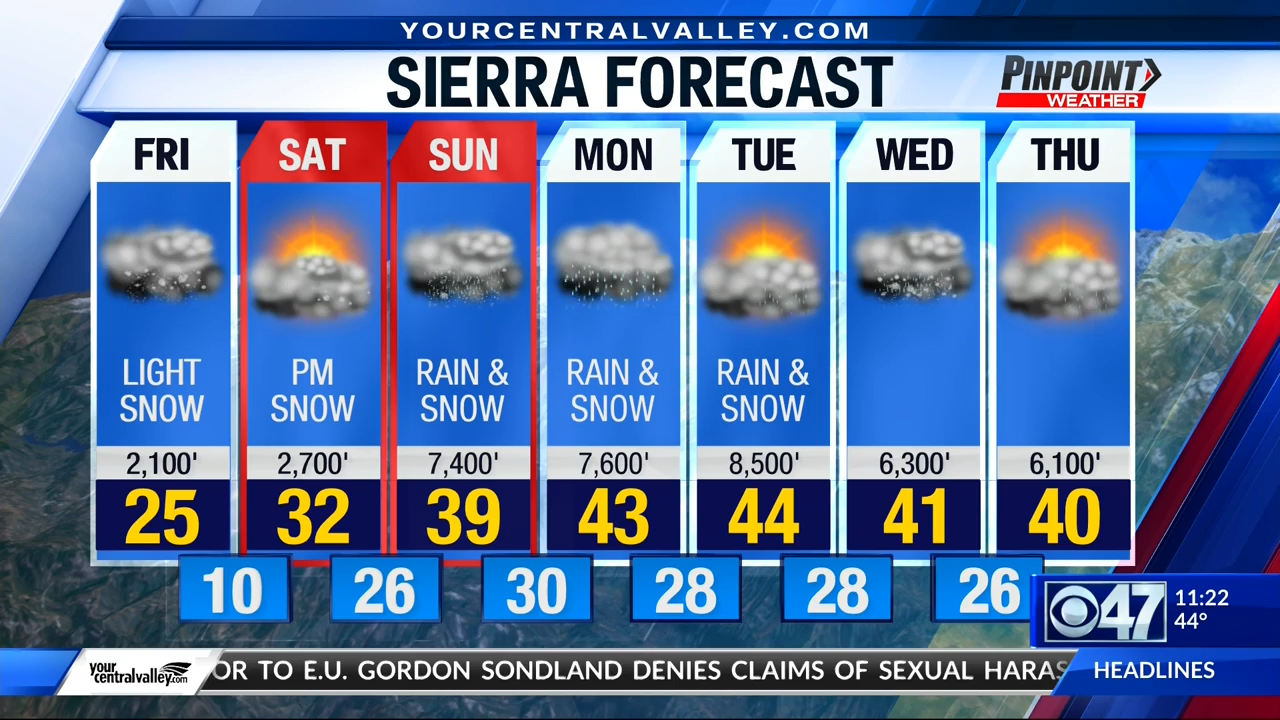 YOURCENTRALVALLEY.COM
SIERRA FORECAST
PINPOINT
WEATHER
FRI SAT SUN MON TUE WED THU
LIGHT PM RAIN & RAIN & RAIN &
SNOW SNOW SNOW SNOW SNOW
2,100' 2,700' 7,400' 7,600' 8,500' 6,300' 6,100'
25 32 39 43 44 41 40
10 26 30 28 28 26
47
11:22
44°
your
centralvalley.com
OR TO E.U. GORDON SONDLAND DENIES CLAIMS OF SEXUAL HARAS
HEADLINES